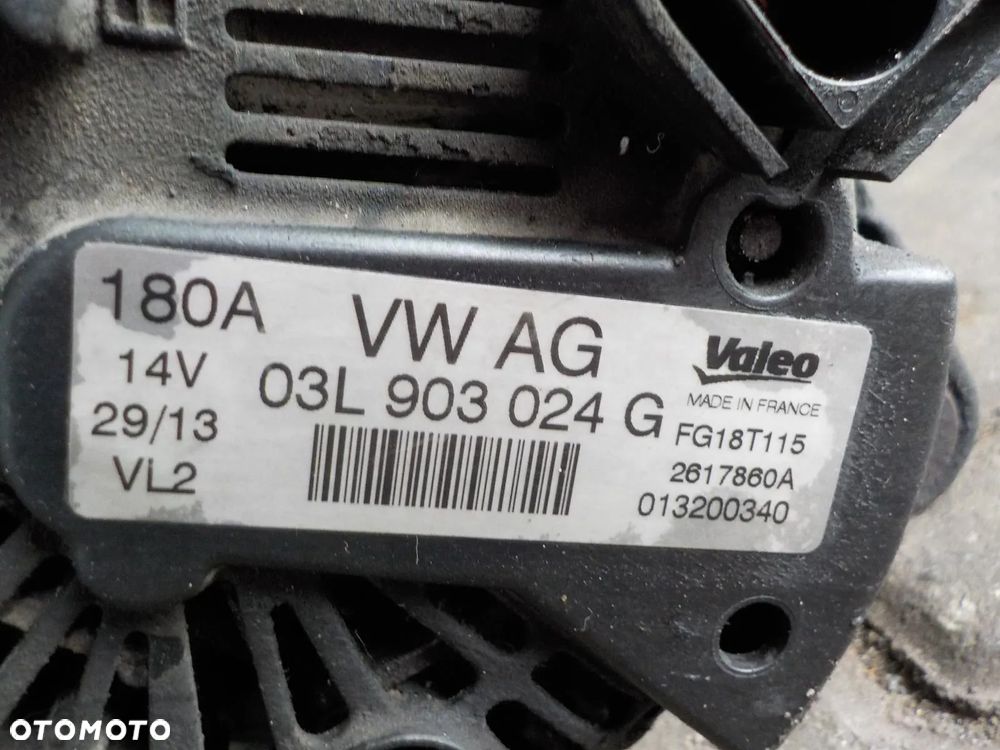 180A
14V
29/13
VL2
VW AG
03L 903 024 G
Valeo
MADE IN FRANCE
FG18T115
2617860A
013200340
OTOMOTO